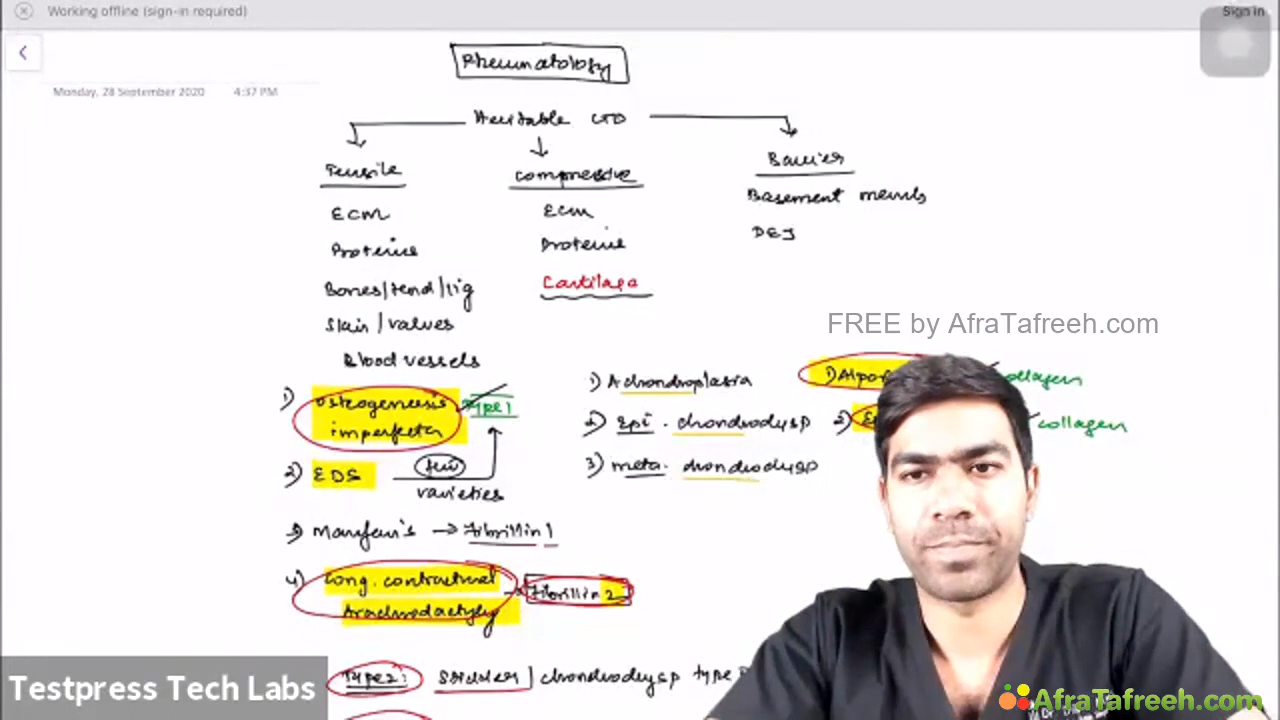 Working offline (sign-in required)
Sign in
Monday, 28 September 2020 4:37 PM
Rheumatology
Heritable CTD
Tensile
Compressive
Barrier
ECM
ECM
Basement memb
Proteins
Proteins
DEJ
Bones/tend/lig
Cartilage
Skin/valves
Blood vessels
FREE by AfraTafreeh.com
1) Osteogenesis imperfecta
Type 1
1) Achondroplasia
1) Alpo
collagen
2) Epi. chondrodysp
2) E
collagen
2) EDS
few
varieties
3) meta. chondrodysp
3) Marfan's → Fibrillin 1
4) Cong. contractural
Arachnodactyly
Fibrillin 2
Type 2:
Stickler / chondrodysp type
Testpress Tech Labs
AfraTafreeh.com